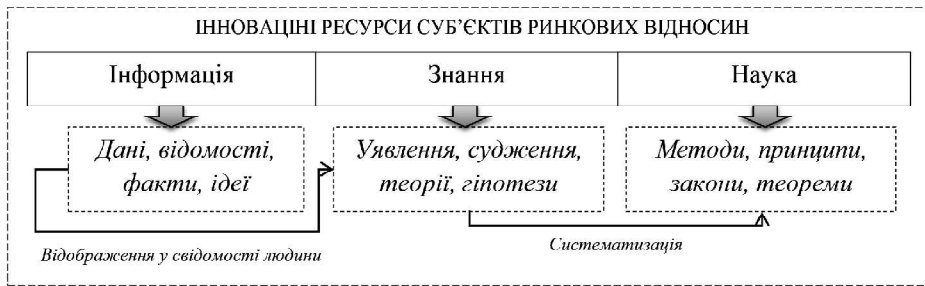 ІННОВАЦІНІ РЕСУРСИ СУБ’ЄКТІВ РИНКОВИХ ВІДНОСИН
Інформація
Знання
Наука
Дані, відомості,
факти, ідеї
Уявлення, судження,
теорії, гіпотези
Методи, принципи,
закони, теореми
Відображення у свідомості людини
Систематизація